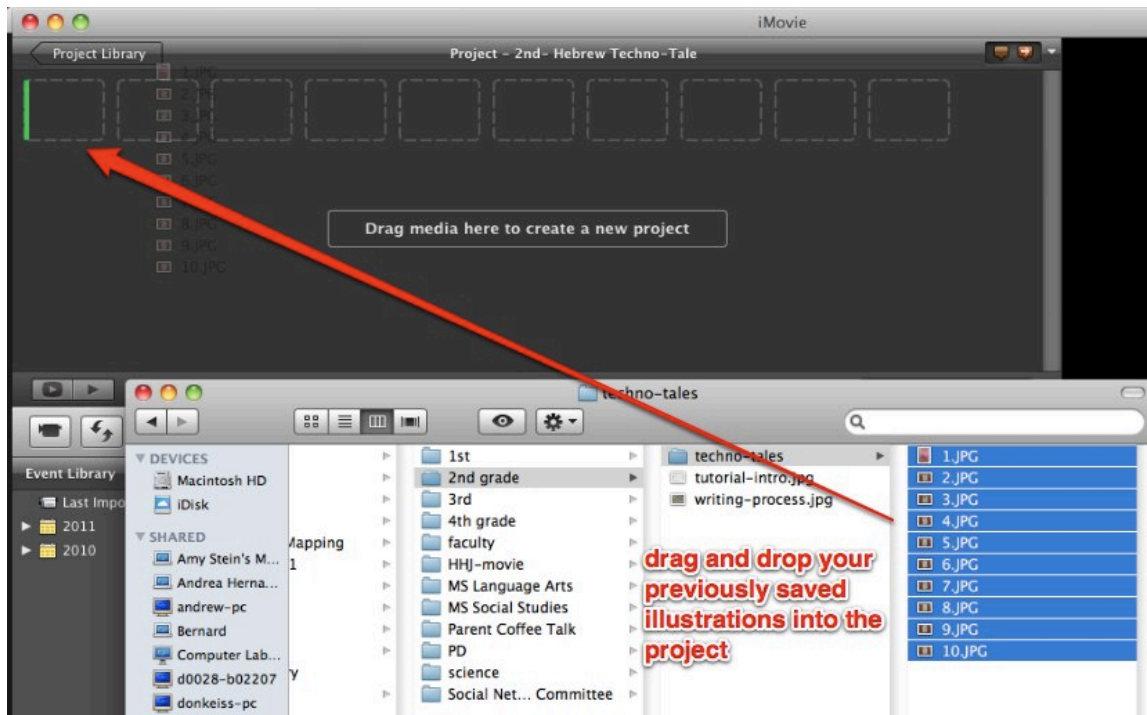 iMovie
Project Library
Project - 2nd- Hebrew Techno-Tale
1.JPG
2.JPG
3.JPG
4.JPG
5.JPG
6.JPG
8.JPG
9.JPG
10.JPG
Drag media here to create a new project
techno-tales
Event Library
Last Impo
2011
2010
DEVICES
Macintosh HD
iDisk
SHARED
Amy Stein's M...
Andrea Herna...
andrew-pc
Bernard
Computer Lab...
d0028-b02207
donkeiss-pc
Mapping
1
ry
1st
2nd grade
3rd
4th grade
faculty
HHJ-movie
MS Language Arts
MS Social Studies
Parent Coffee Talk
PD
science
Social Net... Committee
techno-tales
tutorial-intro.jpg
writing-process.jpg
drag and drop your
previously saved
illustrations into the
project
1.JPG
2.JPG
3.JPG
4.JPG
5.JPG
6.JPG
7.JPG
8.JPG
9.JPG
10.JPG